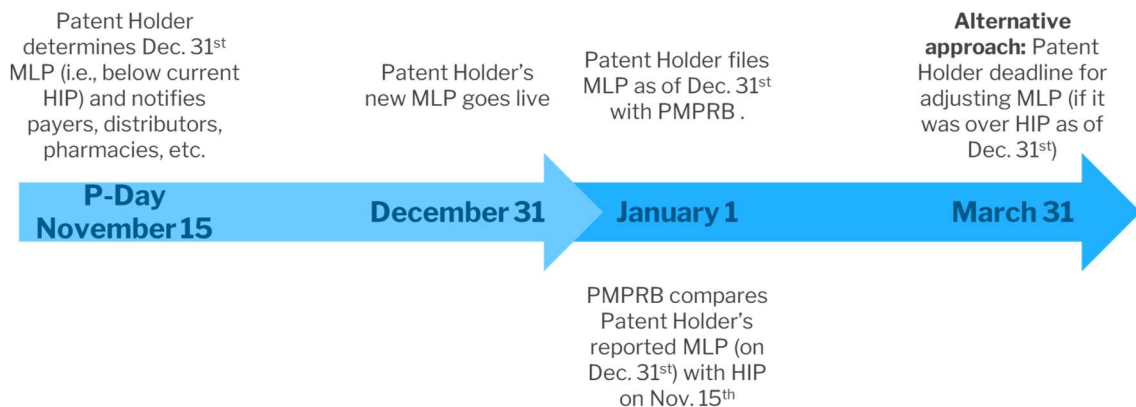 Patent Holder
determines Dec. 31st
MLP (i.e., below current
HIP) and notifies
payers, distributors,
pharmacies, etc.
Patent Holder’s
new MLP goes live
Patent Holder files
MLP as of Dec. 31st
with PMPRB .
Alternative
approach: Patent
Holder deadline for
adjusting MLP (if it
was over HIP as of
Dec. 31st)
P-Day
November 15
December 31
January 1
March 31
PMPRB compares
Patent Holder’s
reported MLP (on
Dec. 31st) with HIP
on Nov. 15th